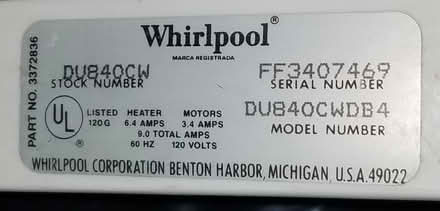 Whirlpool®
MARCA REGISTRADA
DU840CW
STOCK NUMBER
FF3407469
SERIAL NUMBER
PART NO. 3372836
UL
®
LISTED
120G
HEATER
6.4 AMPS
MOTORS
3.4 AMPS
9.0 TOTAL AMPS
60 HZ 120 VOLTS
DU840CWDB4
MODEL NUMBER
WHIRLPOOL CORPORATION BENTON HARBOR, MICHIGAN, U.S.A. 49022